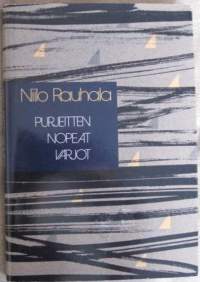 Niilo Rauhala
PURJEITTEN
NOPEAT
VARJOT